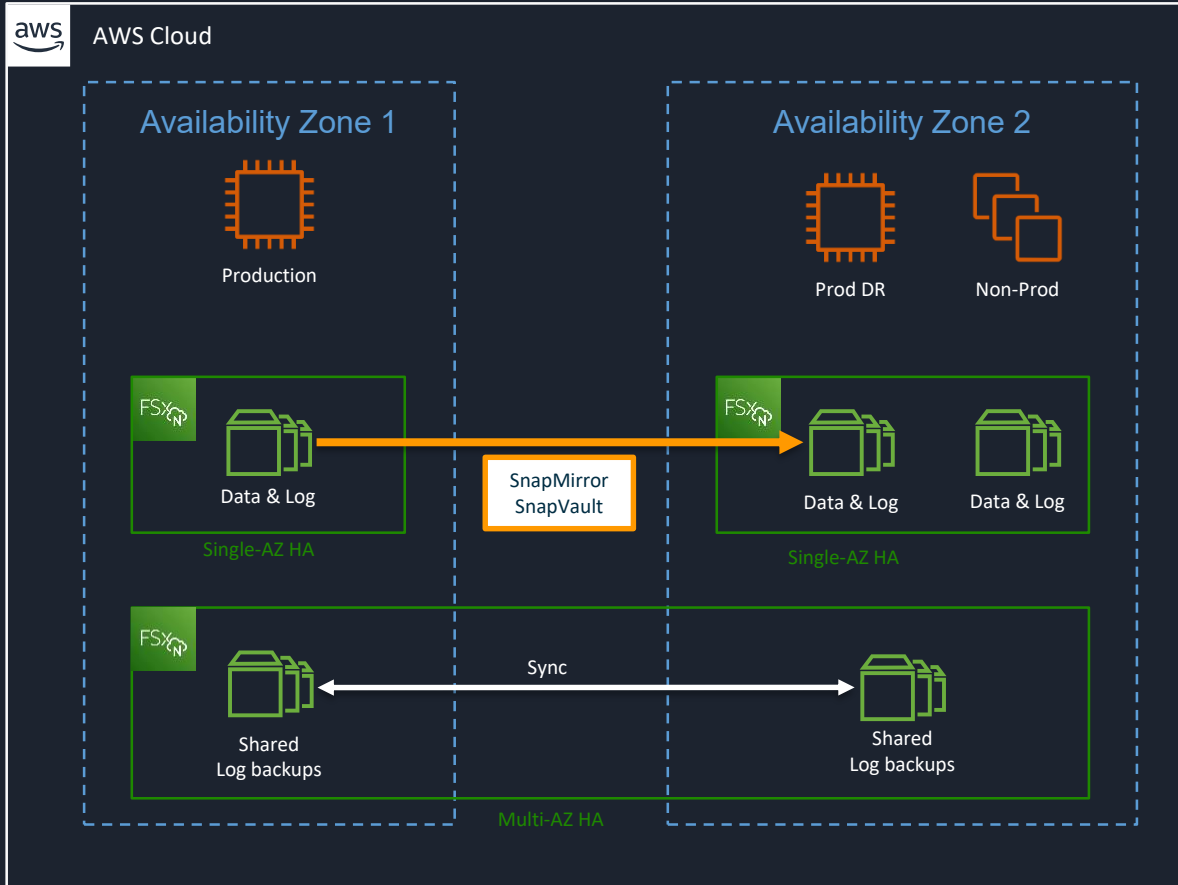 aws
AWS Cloud
Availability Zone 1
Availability Zone 2
Production
Prod DR
Non-Prod
FSx N
FSx N
SnapMirror
SnapVault
Data & Log
Data & Log
Data & Log
Single-AZ HA
Single-AZ HA
FSx N
Sync
Shared
Log backups
Shared
Log backups
Multi-AZ HA